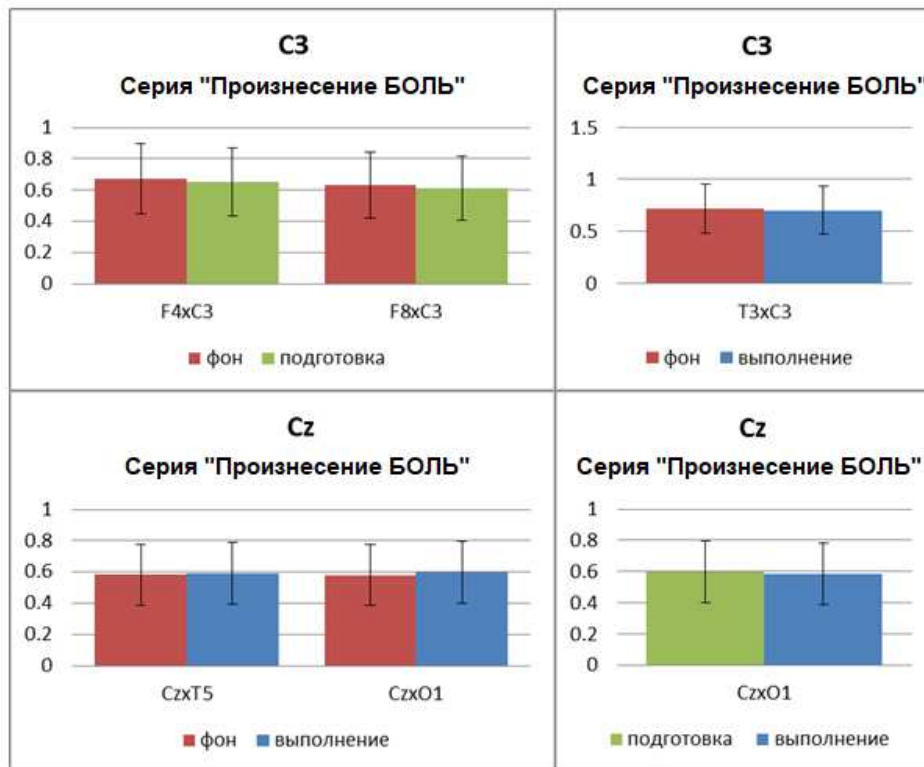 С3
Серия "Произнесение БОЛЬ"
1
0.8
0.6
0.4
0.2
0
F4xC3 F8xC3
фон подготовка
С3
Серия "Произнесение БОЛЬ"
1.5
1
0.5
0
T3xC3
фон выполнение
Cz
Серия "Произнесение БОЛЬ"
1
0.8
0.6
0.4
0.2
0
CzxT5 CzxO1
фон выполнение
Cz
Серия "Произнесение БОЛЬ"
1
0.8
0.6
0.4
0.2
0
CzxO1
подготовка выполнение